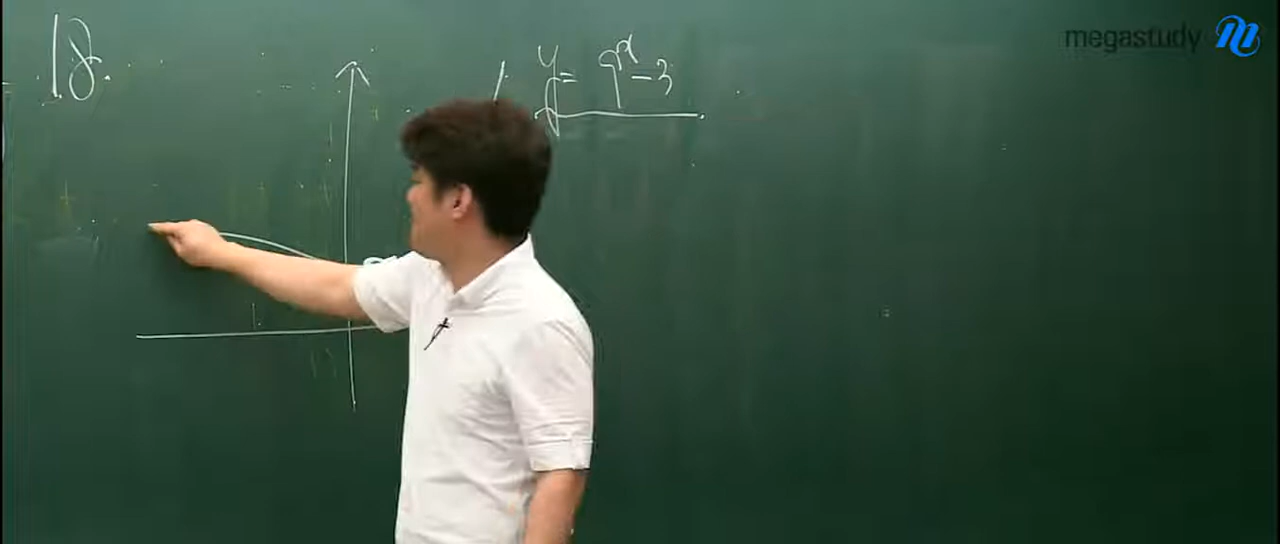 18.
y = 9^x - 3
megastudy